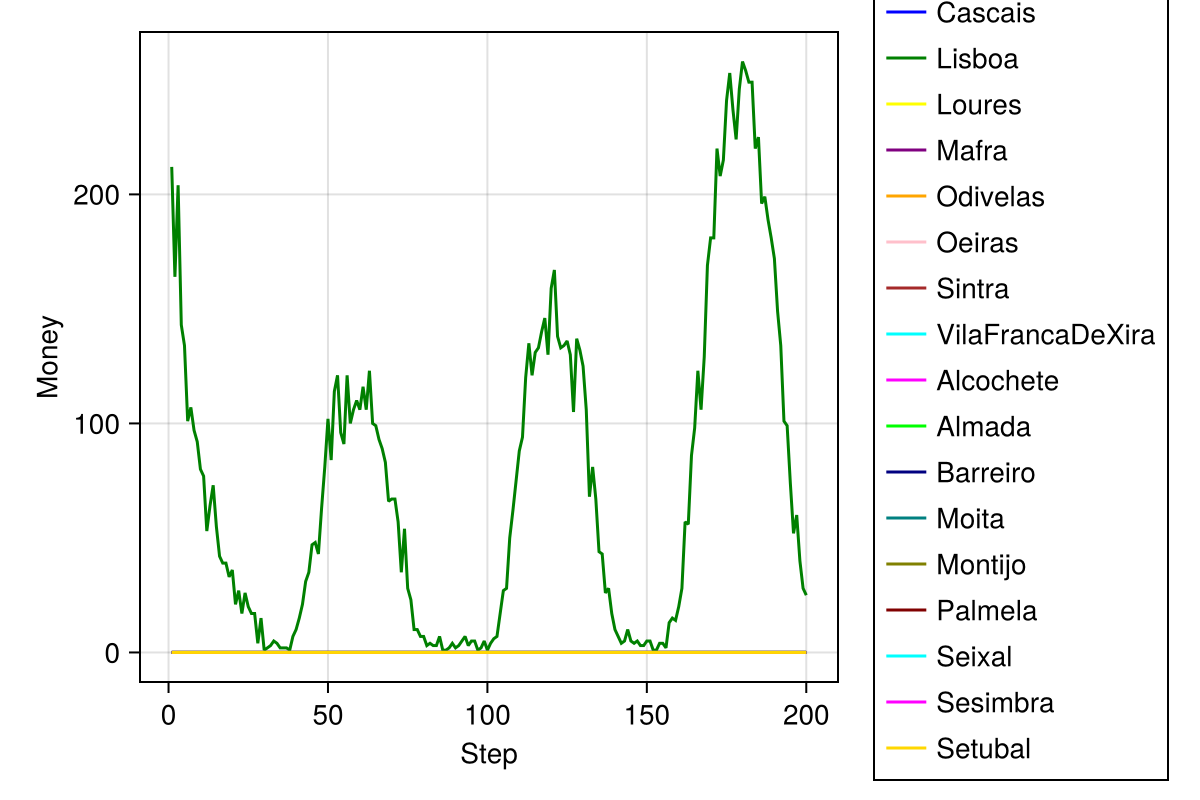 200
100
0
Money
0 50 100 150 200
Step
Cascais
Lisboa
Loures
Mafra
Odivelas
Oeiras
Sintra
VilaFrancaDeXira
Alcochete
Almada
Barreiro
Moita
Montijo
Palmela
Seixal
Sesimbra
Setubal